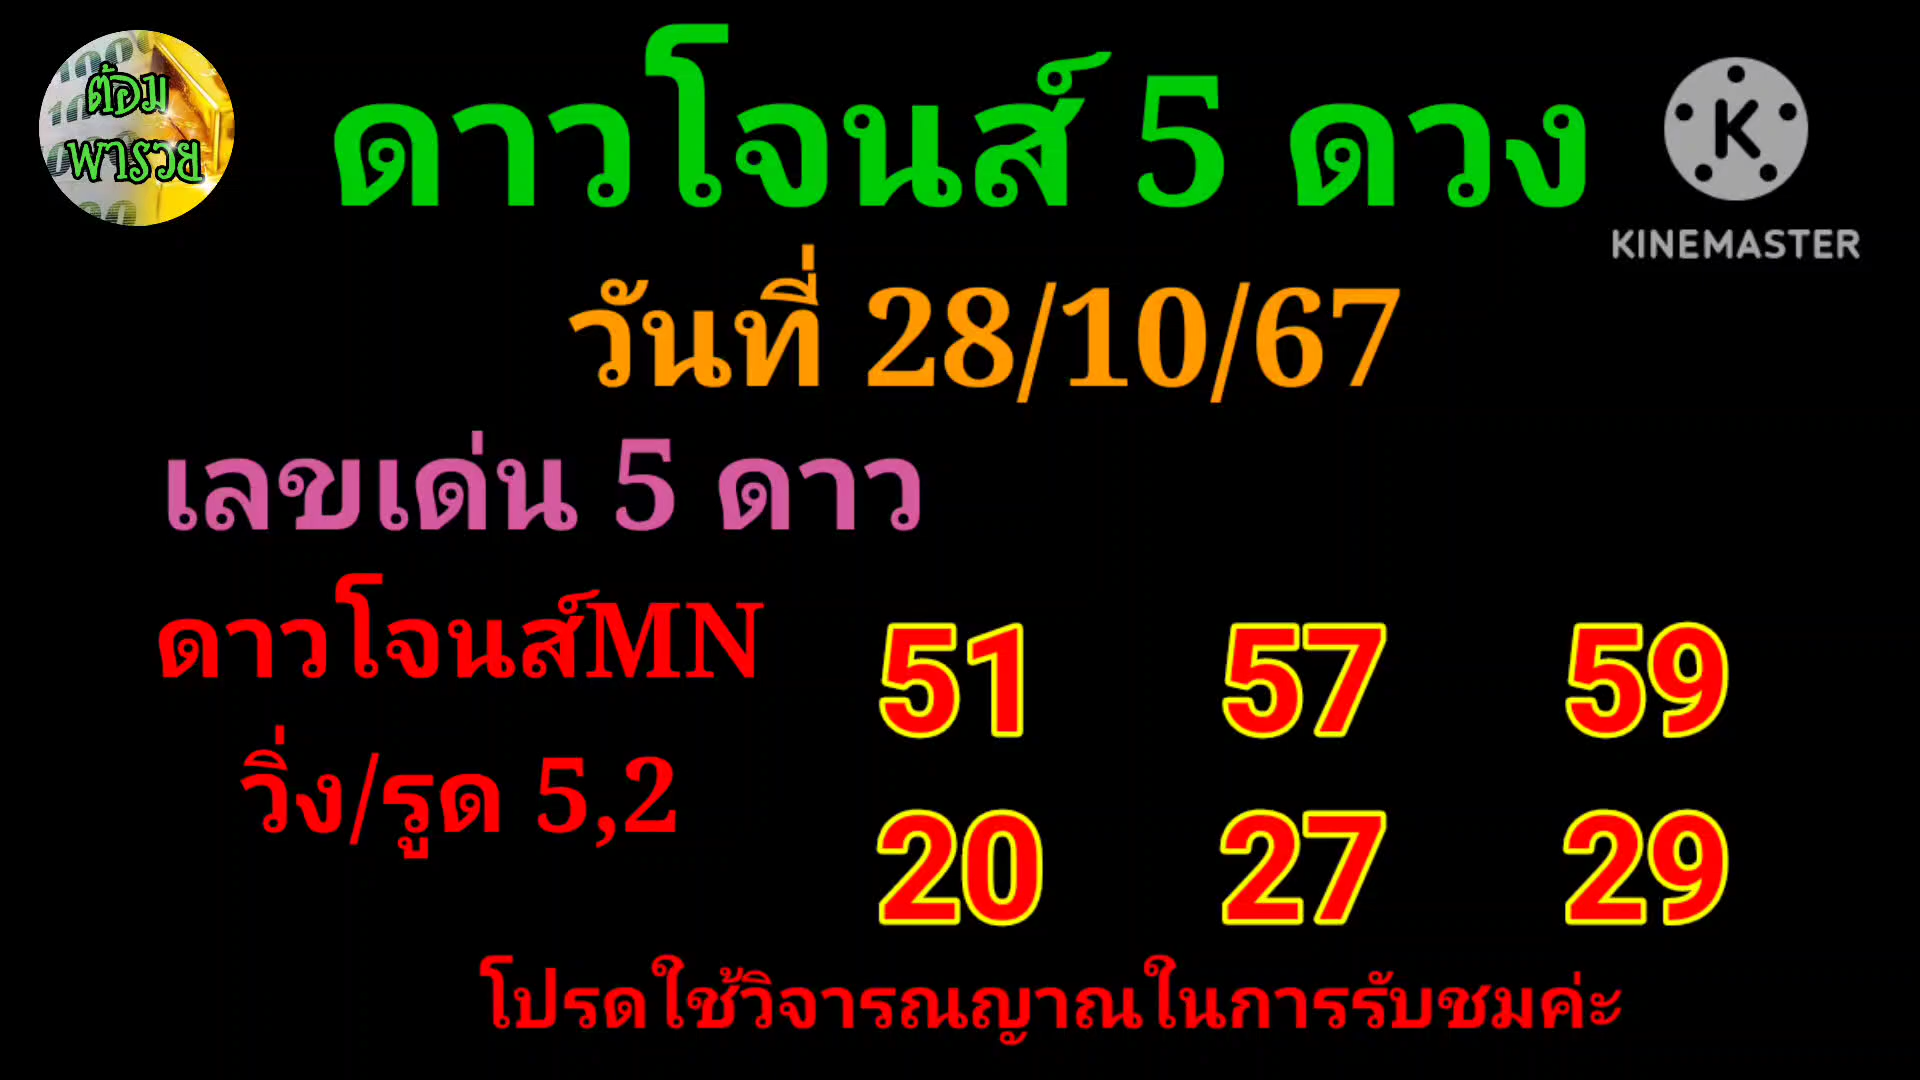 ต้อม
พารวย
ดาวโจนส์ 5 ดวง
KINEMASTER
วันที่ 28/10/67
เลขเด่น 5 ดาว
ดาวโจนส์MN
51 57 59
วิ่ง/รูด 5,2
20 27 29
โปรดใช้วิจารณญาณในการรับชมค่ะ